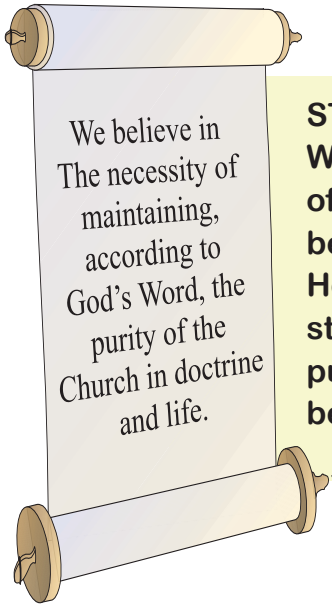 We believe in
The necessity of
maintaining,
according to
God's Word, the
purity of the
Church in doctrine
and life.